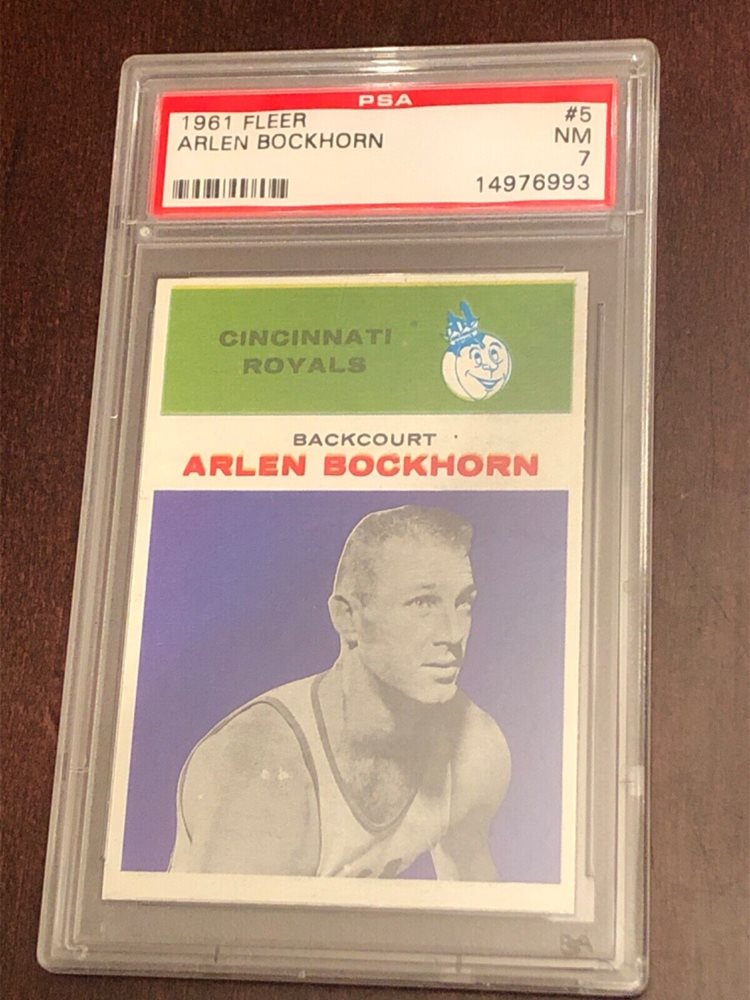 PSA
1961 FLEER #5
ARLEN BOCKHORN NM
7
14976993
CINCINNATI
ROYALS
BACKCOURT
ARLEN BOCKHORN